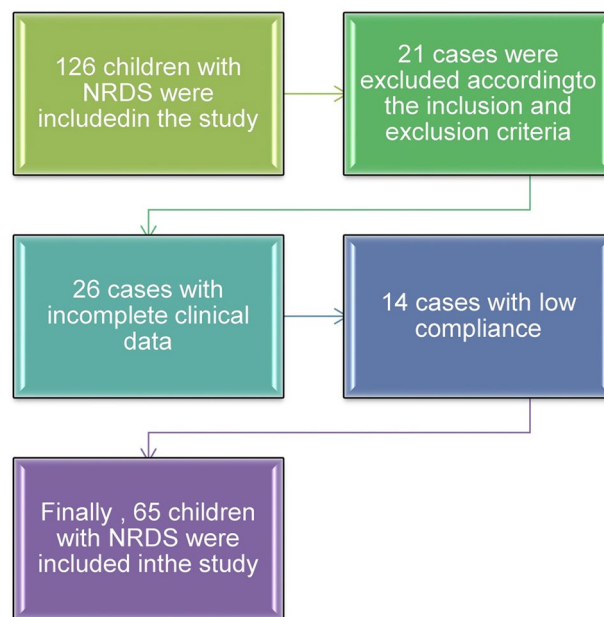 126 children with
NRDS were
includedin the study
21 cases were
excluded accordingto
the inclusion and
exclusion criteria
26 cases with
incomplete clinical
data
14 cases with low
compliance
Finally , 65 children
with NRDS were
included inthe study